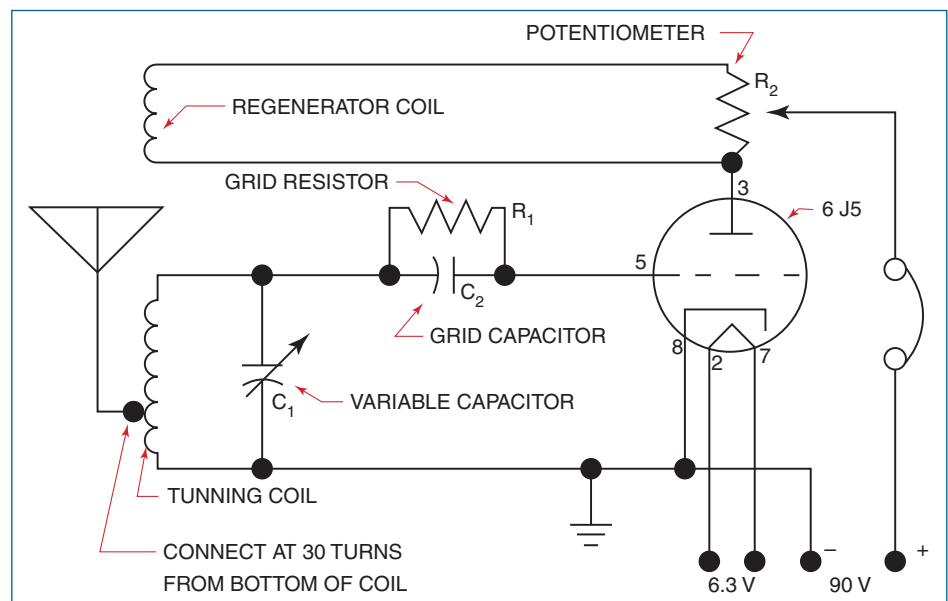 POTENTIOMETER
R2
REGENERATOR COIL
GRID RESISTOR
R1
3
6 J5
5
C2
GRID CAPACITOR
8
2
7
C1
VARIABLE CAPACITOR
TUNNING COIL
CONNECT AT 30 TURNS
FROM BOTTOM OF COIL
6.3 V
–
90 V
+